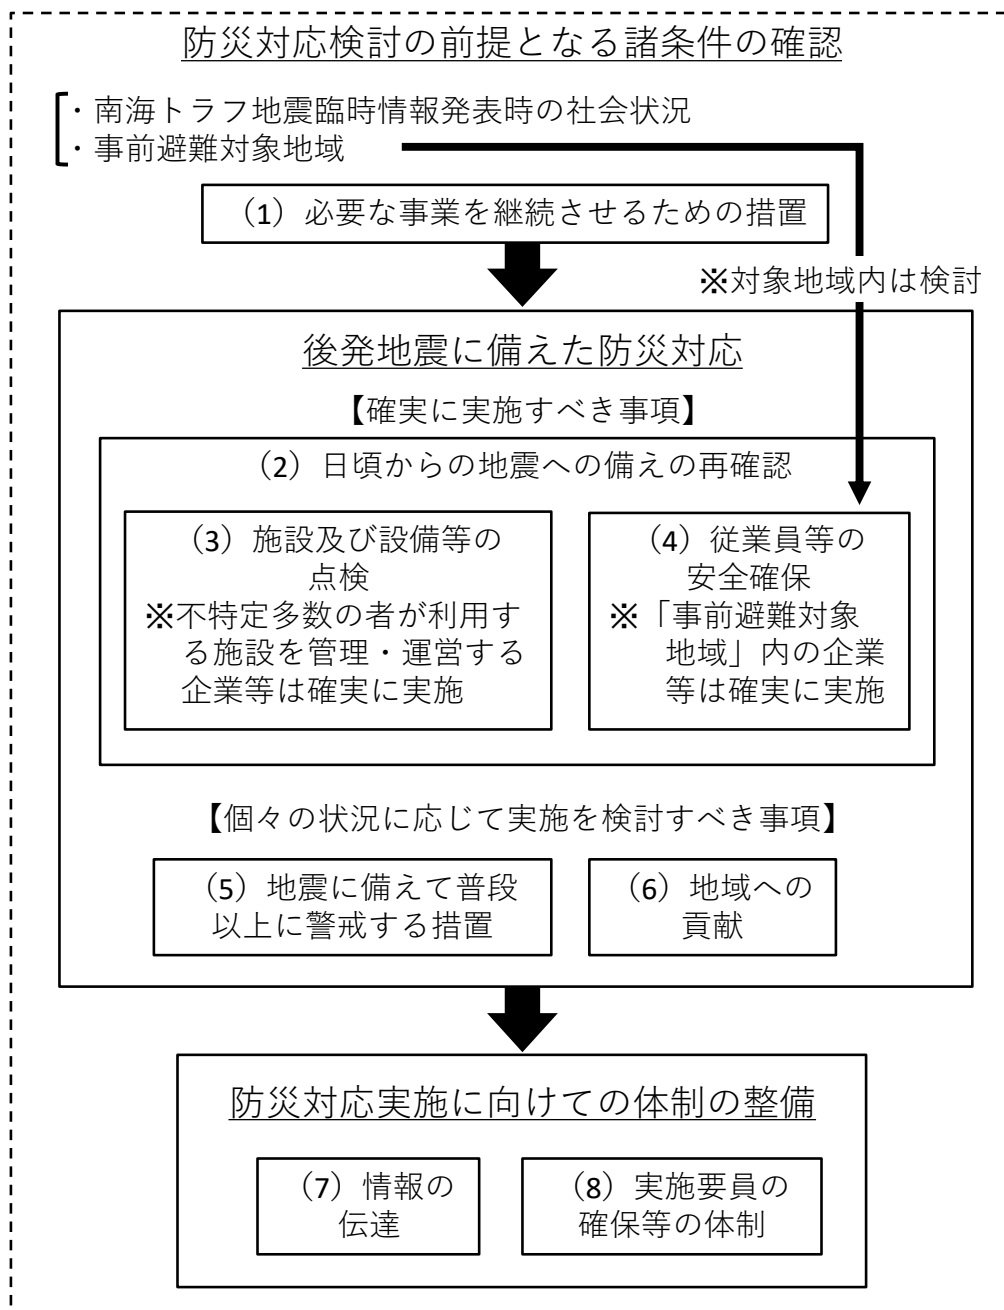 防災対応検討の前提となる諸条件の確認
・南海トラフ地震臨時情報発表時の社会状況
・事前避難対象地域
（1）必要な事業を継続させるための措置
※対象地域内は検討
後発地震に備えた防災対応
【確実に実施すべき事項】
（2）日頃からの地震への備えの再確認
（3）施設及び設備等の
点検
※不特定多数の者が利用す
る施設を管理・運営する
企業等は確実に実施
（4）従業員等の
安全確保
※「事前避難対象
地域」内の企業
等は確実に実施
【個々の状況に応じて実施を検討すべき事項】
（5）地震に備えて普段
以上に警戒する措置
（6）地域への
貢献
防災対応実施に向けての体制の整備
（7）情報の
伝達
（8）実施要員の
確保等の体制